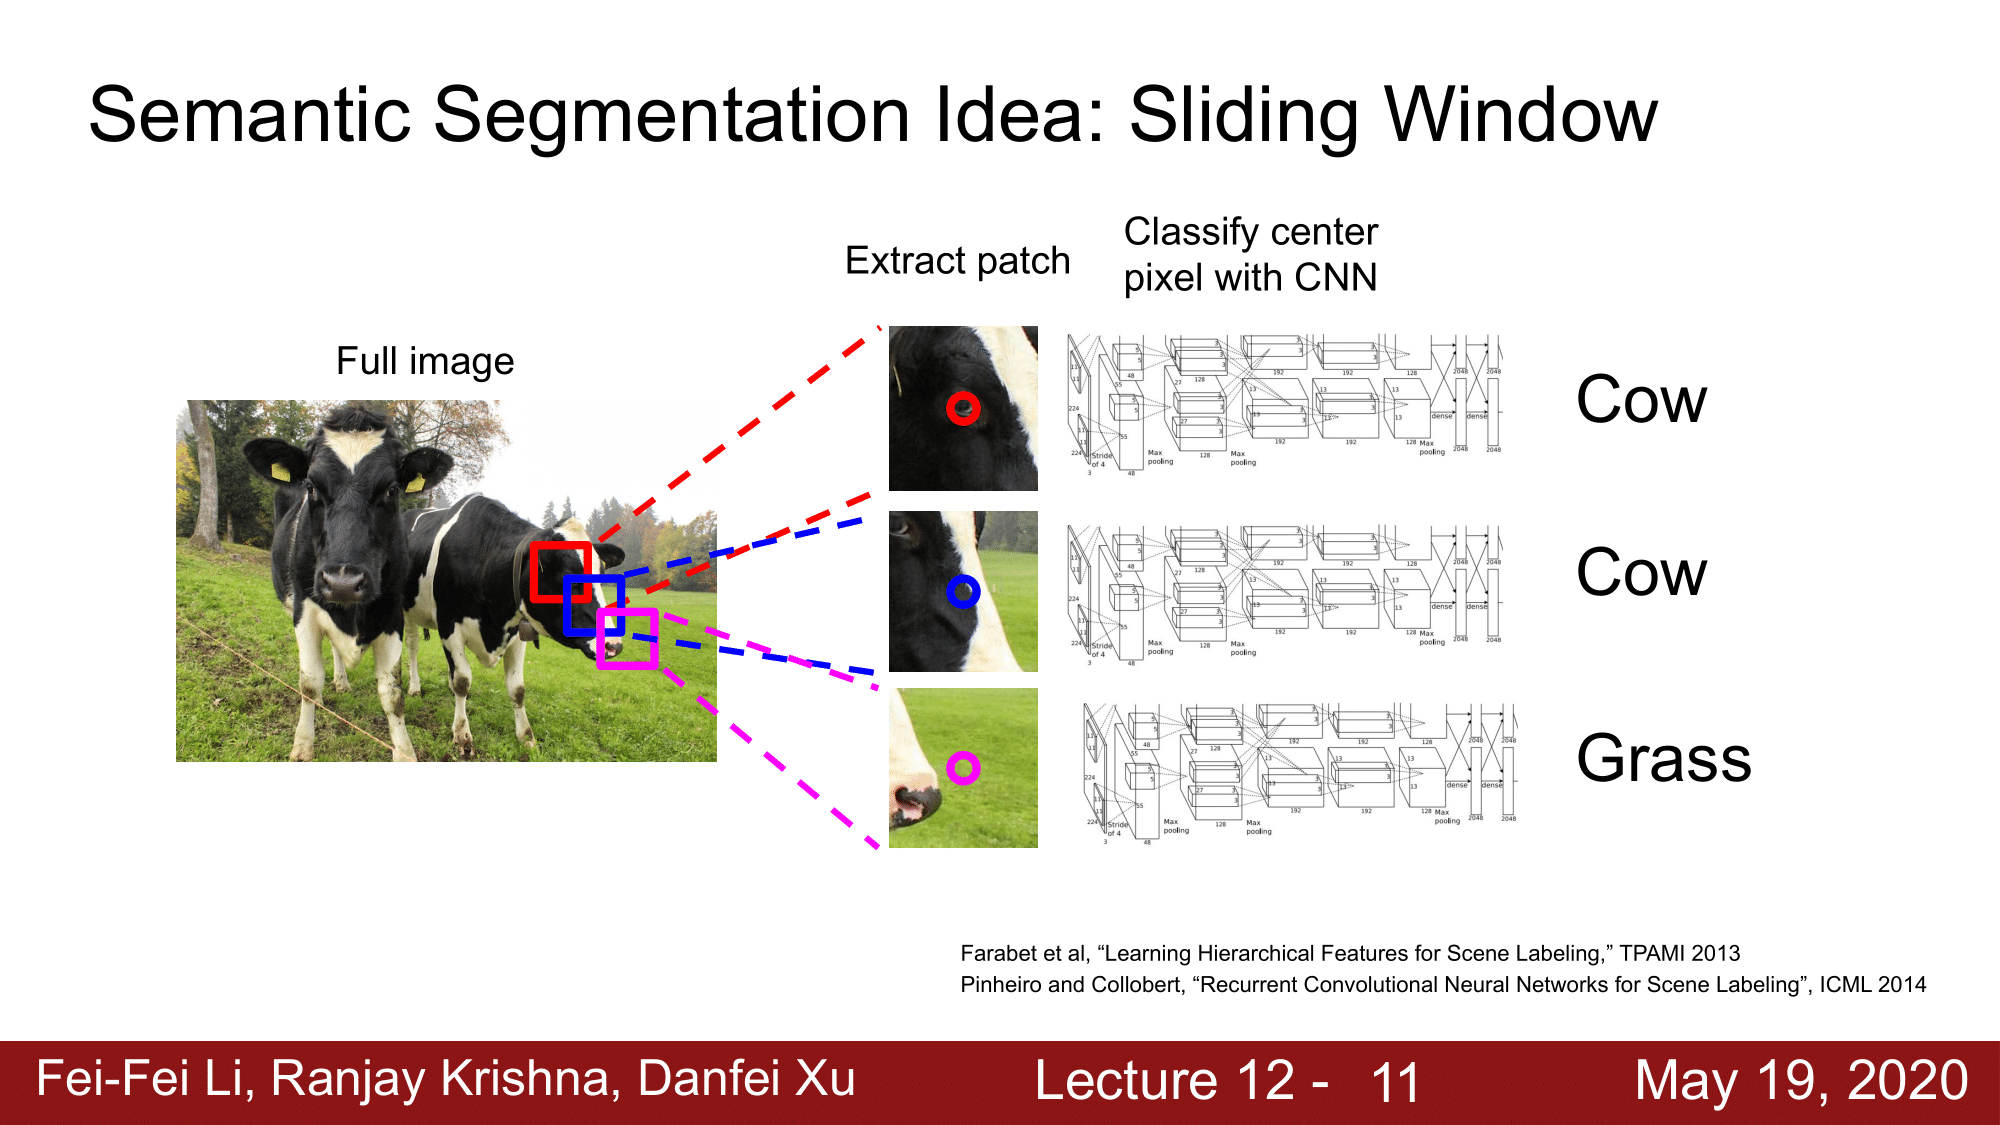 Semantic Segmentation Idea: Sliding Window
Full image
Extract patch
Classify center
pixel with CNN
Cow
Cow
Grass
Farabet et al, “Learning Hierarchical Features for Scene Labeling,” TPAMI 2013
Pinheiro and Collobert, “Recurrent Convolutional Neural Networks for Scene Labeling”, ICML 2014
Fei-Fei Li, Ranjay Krishna, Danfei Xu
Lecture 12 - 11
May 19, 2020